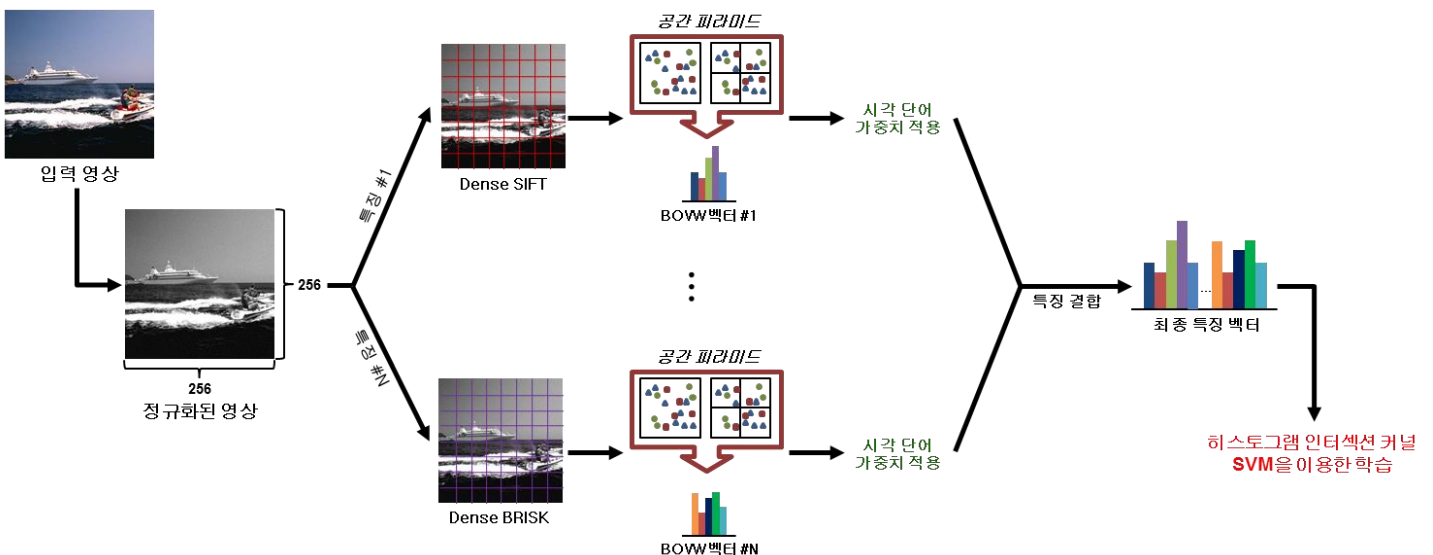 입력 영상
256
256
정규화된 영상
특징 #1
특징 #N
Dense SIFT
공간 피라미드
BOVW 벡터 #1
시각 단어
가중치 적용
⋮
Dense BRISK
공간 피라미드
BOVW 벡터 #N
시각 단어
가중치 적용
특징 결합
...
최종 특징 벡터
히스토그램 인터섹션 커널
SVM을 이용한 학습